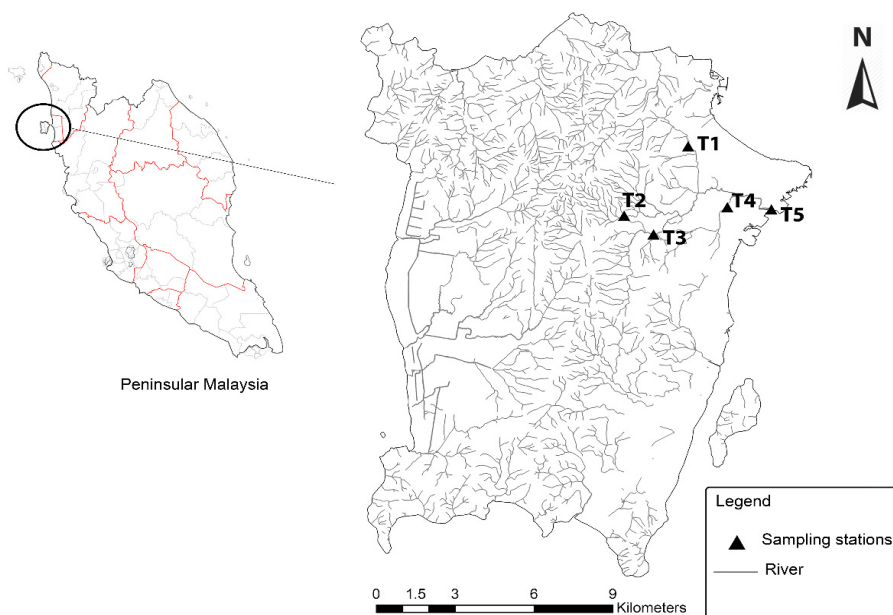 N
T1
T2
T4
T5
T3
Peninsular Malaysia
Legend
Sampling stations
River
0 1.5 3 6 9
Kilometers